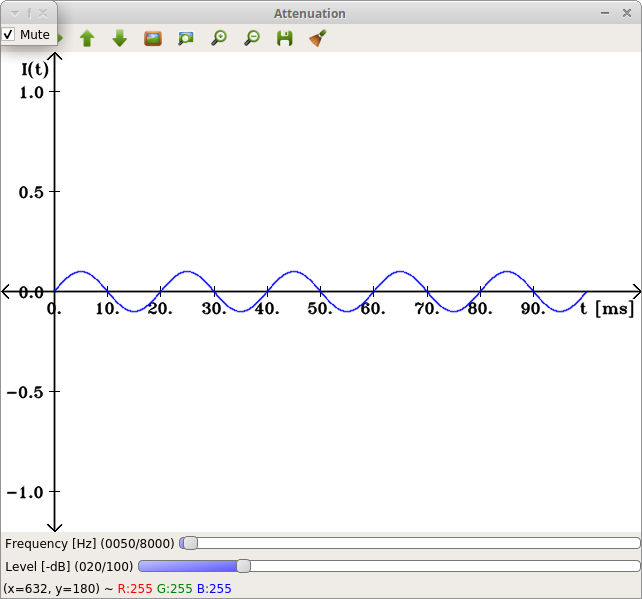 Attenuation
Mute
I(t)
1.0
0.5
0.0
0. 10. 20. 30. 40. 50. 60. 70. 80. 90. t [ms]
−0.5
−1.0
Frequency [Hz] (0050/8000)
Level [-dB] (020/100)
(x=632, y=180) ~ R:255 G:255 B:255